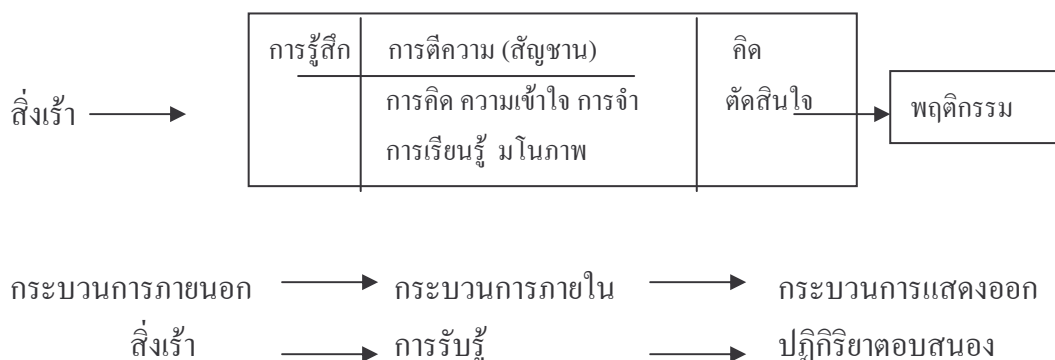 การรู้สึก การตีความ (สัญชาน) คิด
สิ่งเร้า การคิด ความเข้าใจ การจำ ตัดสินใจ พฤติกรรม
การเรียนรู้ มโนภาพ
กระบวนการภายนอก กระบวนการภายใน กระบวนการแสดงออก
สิ่งเร้า การรับรู้ ปฏิกิริยาตอบสนอง